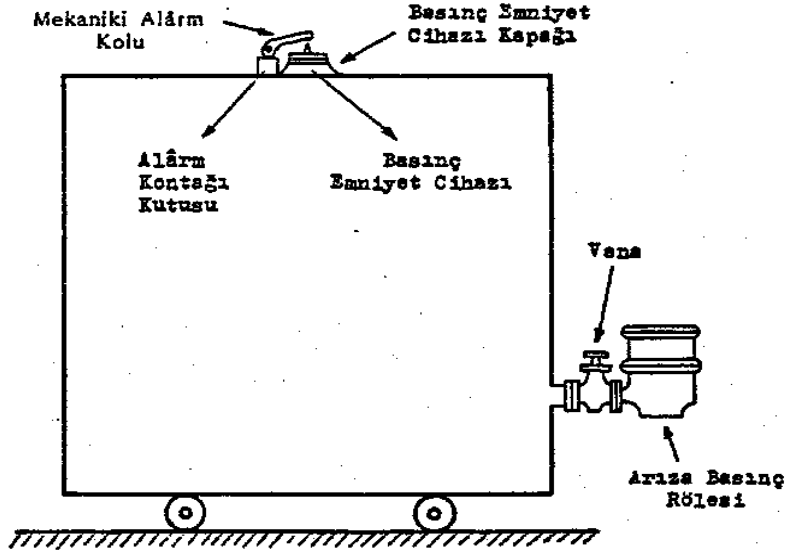 Mekaniki Alârm
Kolu
Basınç Emniyet
Cihazı Kapağı
Alârm
Kontağı
Kutusu
Basınç
Emniyet Cihazı
Vana
Arıza Basınç
Rölesi